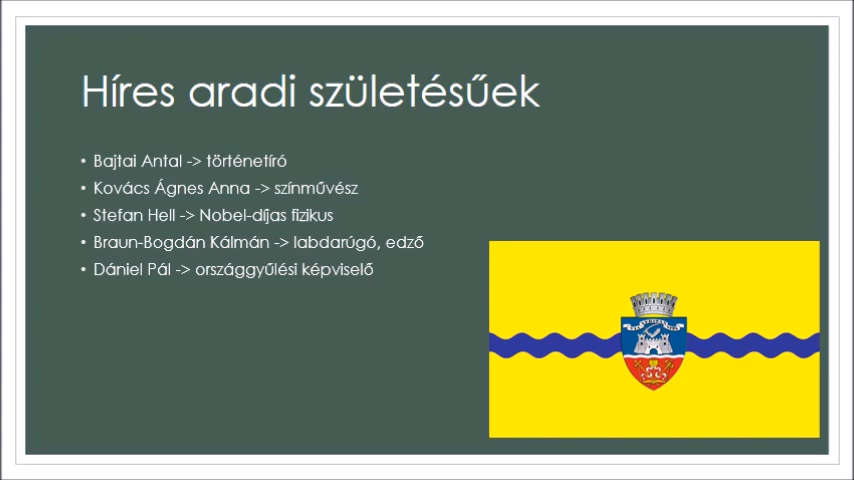 Híres aradi születésűek
• Bajtai Antal -> történetíró
• Kovács Ágnes Anna -> színművész
• Stefan Hell -> Nobel-díjas fizikus
• Braun-Bogdán Kálmán -> labdarúgó, edző
• Dániel Pál -> országgyűlési képviselő